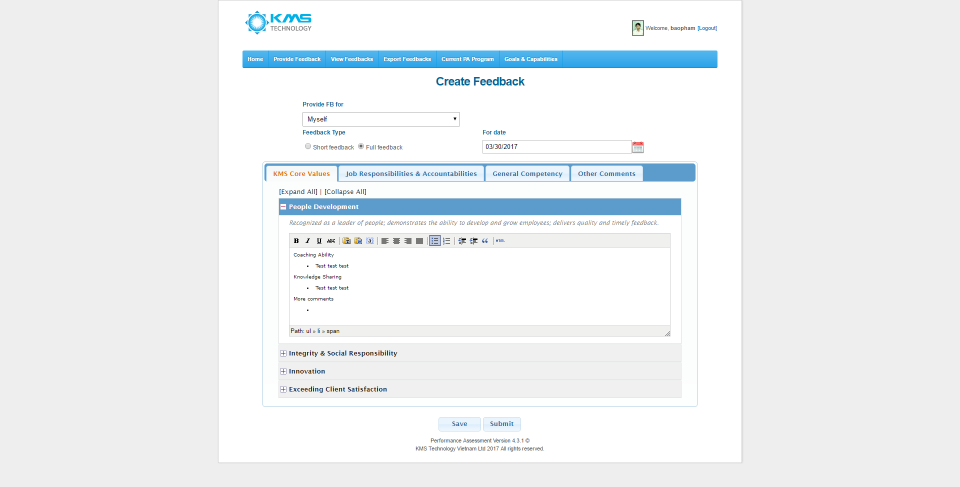 KMS
TECHNOLOGY
Welcome, baopham [Logout]
Home Provide Feedback View Feedbacks Export Feedbacks Current PA Program Goals & Capabilities
Create Feedback
Provide FB for
Myself
Feedback Type For date
Short feedback Full feedback 03/30/2017
KMS Core Values Job Responsibilities & Accountabilities General Competency Other Comments
[Expand All] | [Collapse All]
People Development
Recognized as a leader of people; demonstrates the ability to develop and grow employees; delivers quality and timely feedback.
B I U ABC HTML
Coaching Ability
• Test test test
Knowledge Sharing
• Test test test
More comments
•
Path: ul » li » span
Integrity & Social Responsibility
Innovation
Exceeding Client Satisfaction
Save Submit
Performance Assessment Version 4.3.1 ©
KMS Technology Vietnam Ltd 2017 All rights reserved.